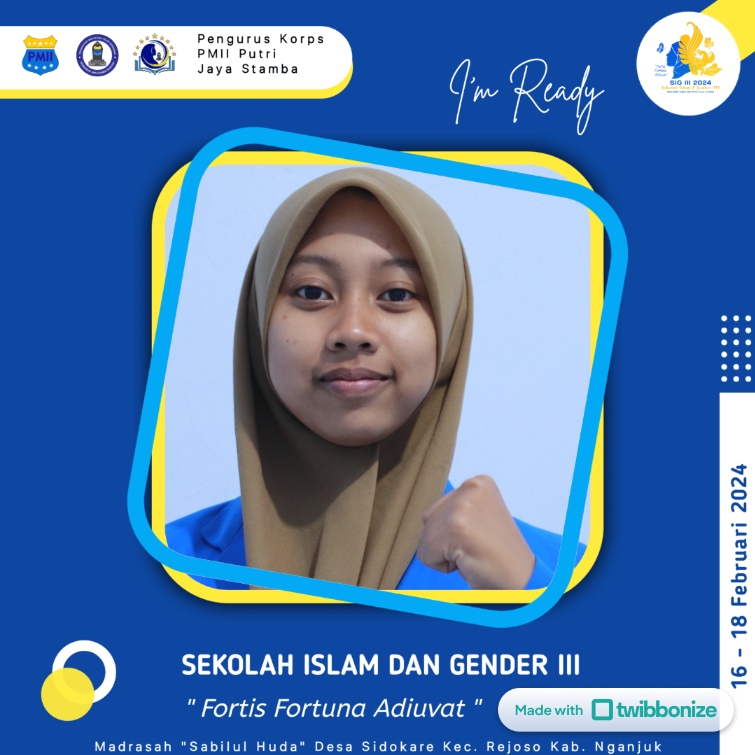 PMII
Pengurus Korps
PMII Putri
Jaya Stamba
I'm Ready
SIG III 2024
16 - 18 Februari 2024
SEKOLAH ISLAM DAN GENDER III
" Fortis Fortuna Adiuvat "
Made with twibbonize
Madrasah "Sabilul Huda" Desa Sidokare Kec. Rejoso Kab. Nganjuk